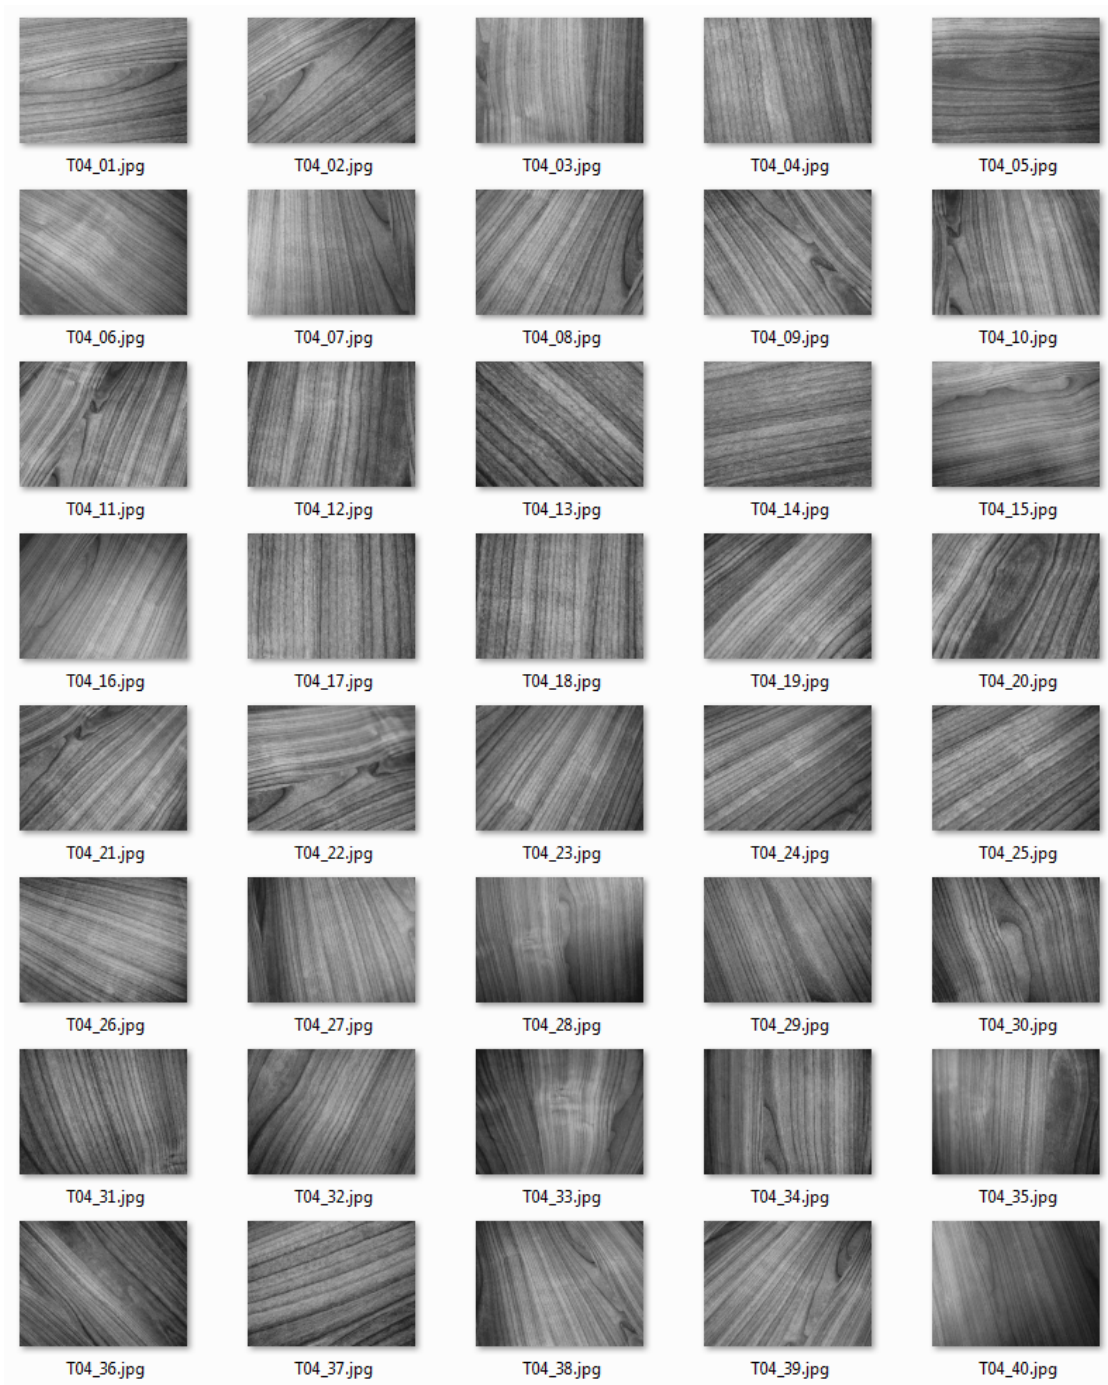 T04_01.jpg T04_02.jpg T04_03.jpg T04_04.jpg T04_05.jpg
T04_06.jpg T04_07.jpg T04_08.jpg T04_09.jpg T04_10.jpg
T04_11.jpg T04_12.jpg T04_13.jpg T04_14.jpg T04_15.jpg
T04_16.jpg T04_17.jpg T04_18.jpg T04_19.jpg T04_20.jpg
T04_21.jpg T04_22.jpg T04_23.jpg T04_24.jpg T04_25.jpg
T04_26.jpg T04_27.jpg T04_28.jpg T04_29.jpg T04_30.jpg
T04_31.jpg T04_32.jpg T04_33.jpg T04_34.jpg T04_35.jpg
T04_36.jpg T04_37.jpg T04_38.jpg T04_39.jpg T04_40.jpg